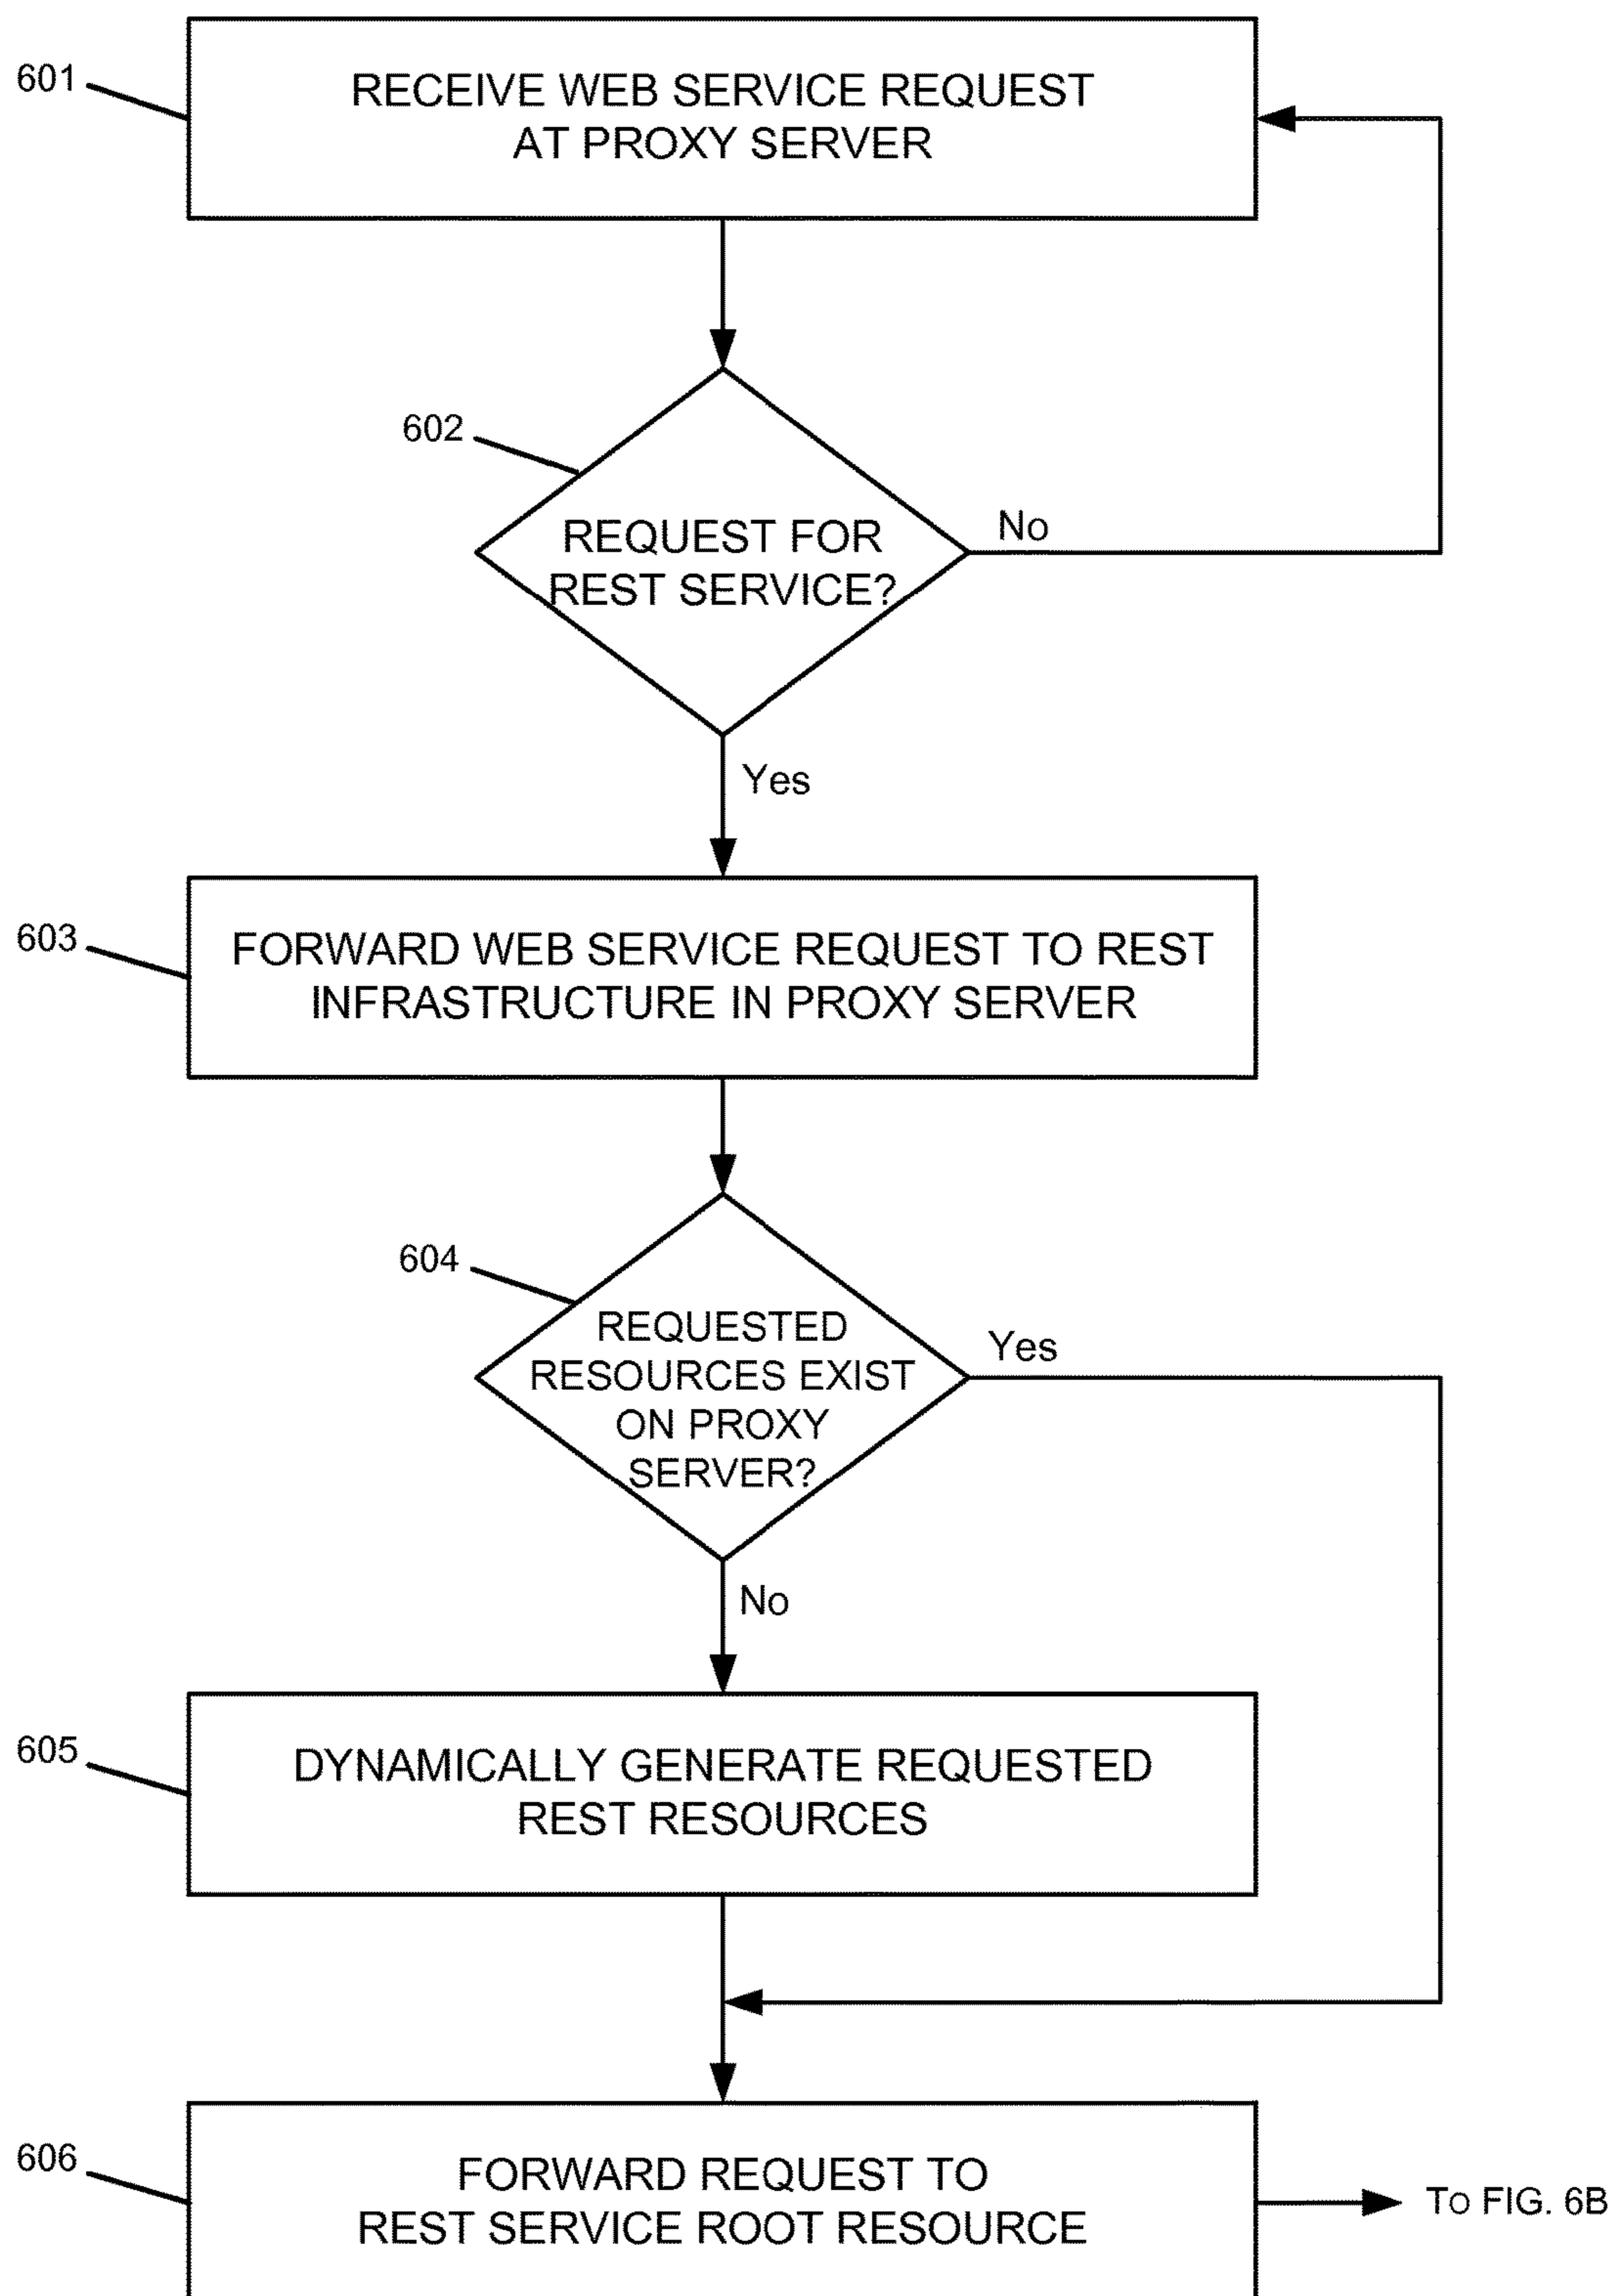 601
RECEIVE WEB SERVICE REQUEST
AT PROXY SERVER
602
REQUEST FOR
REST SERVICE?
No
Yes
603
FORWARD WEB SERVICE REQUEST TO REST
INFRASTRUCTURE IN PROXY SERVER
604
REQUESTED
RESOURCES EXIST
ON PROXY
SERVER?
Yes
No
605
DYNAMICALLY GENERATE REQUESTED
REST RESOURCES
606
FORWARD REQUEST TO
REST SERVICE ROOT RESOURCE
TO FIG. 6B